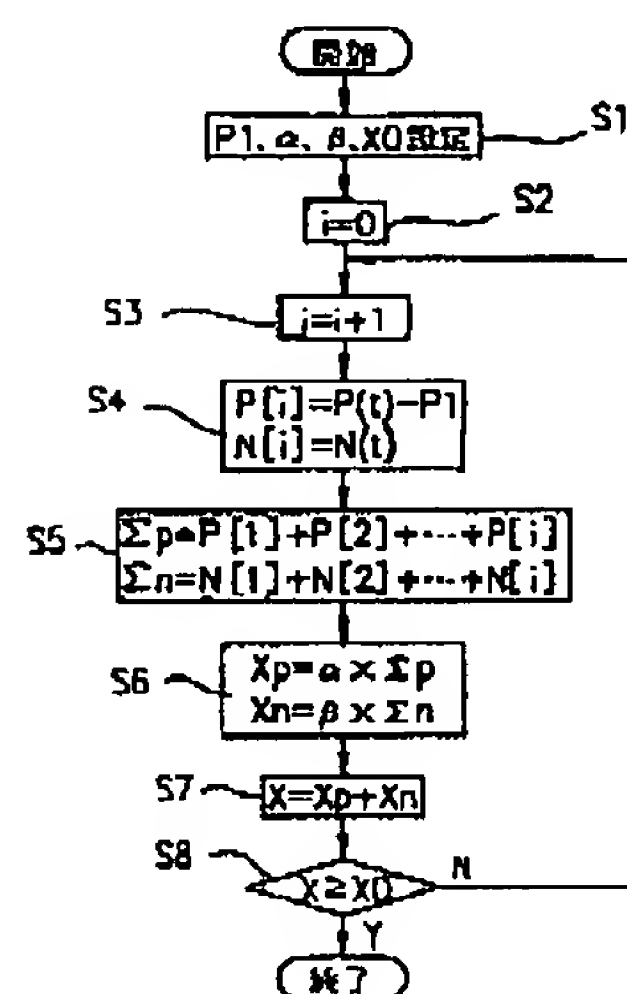 開始
P1、α、β、X0設定
S1
i=0
S2
S3
i=i+1
S4
P[i]=P(t)-P1
N[i]=N(t)
S5
Σp=P[1]+P[2]+····+P[i]
Σn=N[1]+N[2]+····+N[i]
S6
Xp=α×Σp
Xn=β×Σn
S7
X=Xp+Xn
S8
X≥X0
N
Y
終了